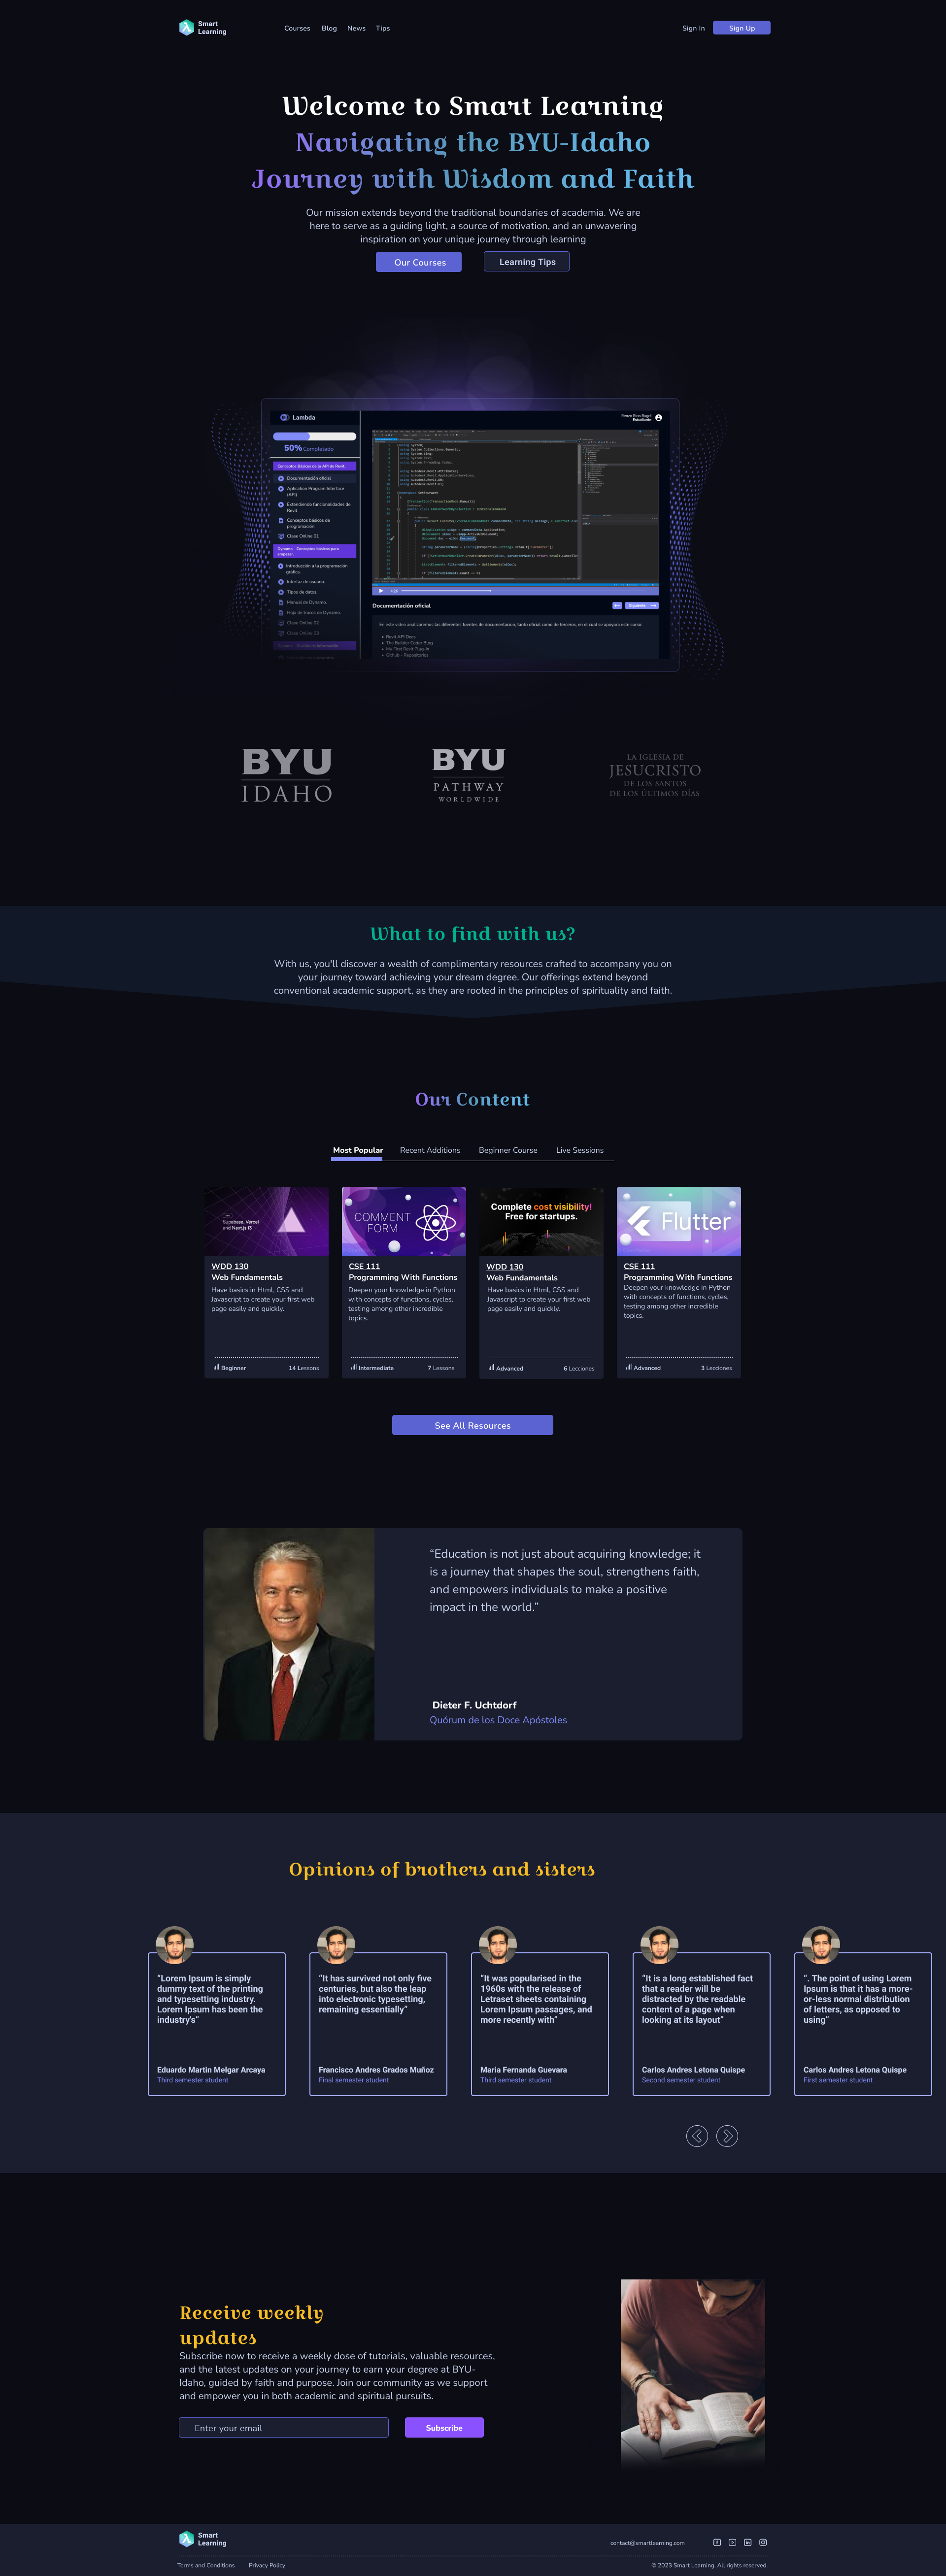 Smart
Learning
Courses Blog News Tips
Sign In Sign Up
Welcome to Smart Learning
Navigating the BYU-Idaho
Journey with Wisdom and Faith
Our mission extends beyond the traditional boundaries of academia. We are
here to serve as a guiding light, a source of motivation, and an unwavering
inspiration on your unique journey through learning
Our Courses Learning Tips
Lambda
50% Completado
Conceptos Básicos de la API de Revit.
Documentación oficial
Aplication Program Interface
(API)
Extendiendo funcionalidades de
Revit
Conceptos básicos de
programación
Clase Online 01
Dynamo - Conceptos básicos para
empezar.
Introducción a la programación
gráfica.
Interfaz de usuario.
Tipos de datos.
Manual de Dynamo.
Hoja de trucos de Dynamo.
Clase Online 02
Clase Online 03
Renzo Rios Rugel
Estudiante
Documentación oficial
Siguiente
En este video analizaremos las diferentes fuentes de documentacion, tanto oficial como de terceros, en el cual se apoyara este curso:
Revit API Docs
The Builder Coder Blog
My First Revit Plug-in
Github - Repositories
BYU
IDAHO
BYU
PATHWAY
WORLDWIDE
LA IGLESIA DE
JESUCRISTO
DE LOS SANTOS
DE LOS ÚLTIMOS DÍAS
What to find with us?
With us, you'll discover a wealth of complimentary resources crafted to accompany you on
your journey toward achieving your dream degree. Our offerings extend beyond
conventional academic support, as they are rooted in the principles of spirituality and faith.
Our Content
Most Popular Recent Additions Beginner Course Live Sessions
Supabase, Vercel
and Next.js 13
WDD 130
Web Fundamentals
Have basics in Html, CSS and
Javascript to create your first web
page easily and quickly.
Beginner 14 Lessons
COMMENT
FORM
CSE 111
Programming With Functions
Deepen your knowledge in Python
with concepts of functions, cycles,
testing among other incredible
topics.
Intermediate 7 Lessons
Complete cost visibility!
Free for startups.
WDD 130
Web Fundamentals
Have basics in Html, CSS and
Javascript to create your first web
page easily and quickly.
Advanced 6 Lecciones
Flutter
CSE 111
Programming With Functions
Deepen your knowledge in Python
with concepts of functions, cycles,
testing among other incredible
topics.
Advanced 3 Lecciones
See All Resources
“Education is not just about acquiring knowledge; it
is a journey that shapes the soul, strengthens faith,
and empowers individuals to make a positive
impact in the world.”
Dieter F. Uchtdorf
Quórum de los Doce Apóstoles
Opinions of brothers and sisters
“Lorem Ipsum is simply
dummy text of the printing
and typesetting industry.
Lorem Ipsum has been the
industry's”
Eduardo Martin Melgar Arcaya
Third semester student
“It has survived not only five
centuries, but also the leap
into electronic typesetting,
remaining essentially”
Francisco Andres Grados Muñoz
Final semester student
“It was popularised in the
1960s with the release of
Letraset sheets containing
Lorem Ipsum passages, and
more recently with”
Maria Fernanda Guevara
Third semester student
“It is a long established fact
that a reader will be
distracted by the readable
content of a page when
looking at its layout”
Carlos Andres Letona Quispe
Second semester student
“. The point of using Lorem
Ipsum is that it has a more-
or-less normal distribution
of letters, as opposed to
using”
Carlos Andres Letona Quispe
First semester student
Receive weekly
updates
Subscribe now to receive a weekly dose of tutorials, valuable resources,
and the latest updates on your journey to earn your degree at BYU-
Idaho, guided by faith and purpose. Join our community as we support
and empower you in both academic and spiritual pursuits.
Enter your email Subscribe
Smart
Learning
contact@smartlearning.com
Terms and Conditions Privacy Policy
© 2023 Smart Learning. All rights reserved.